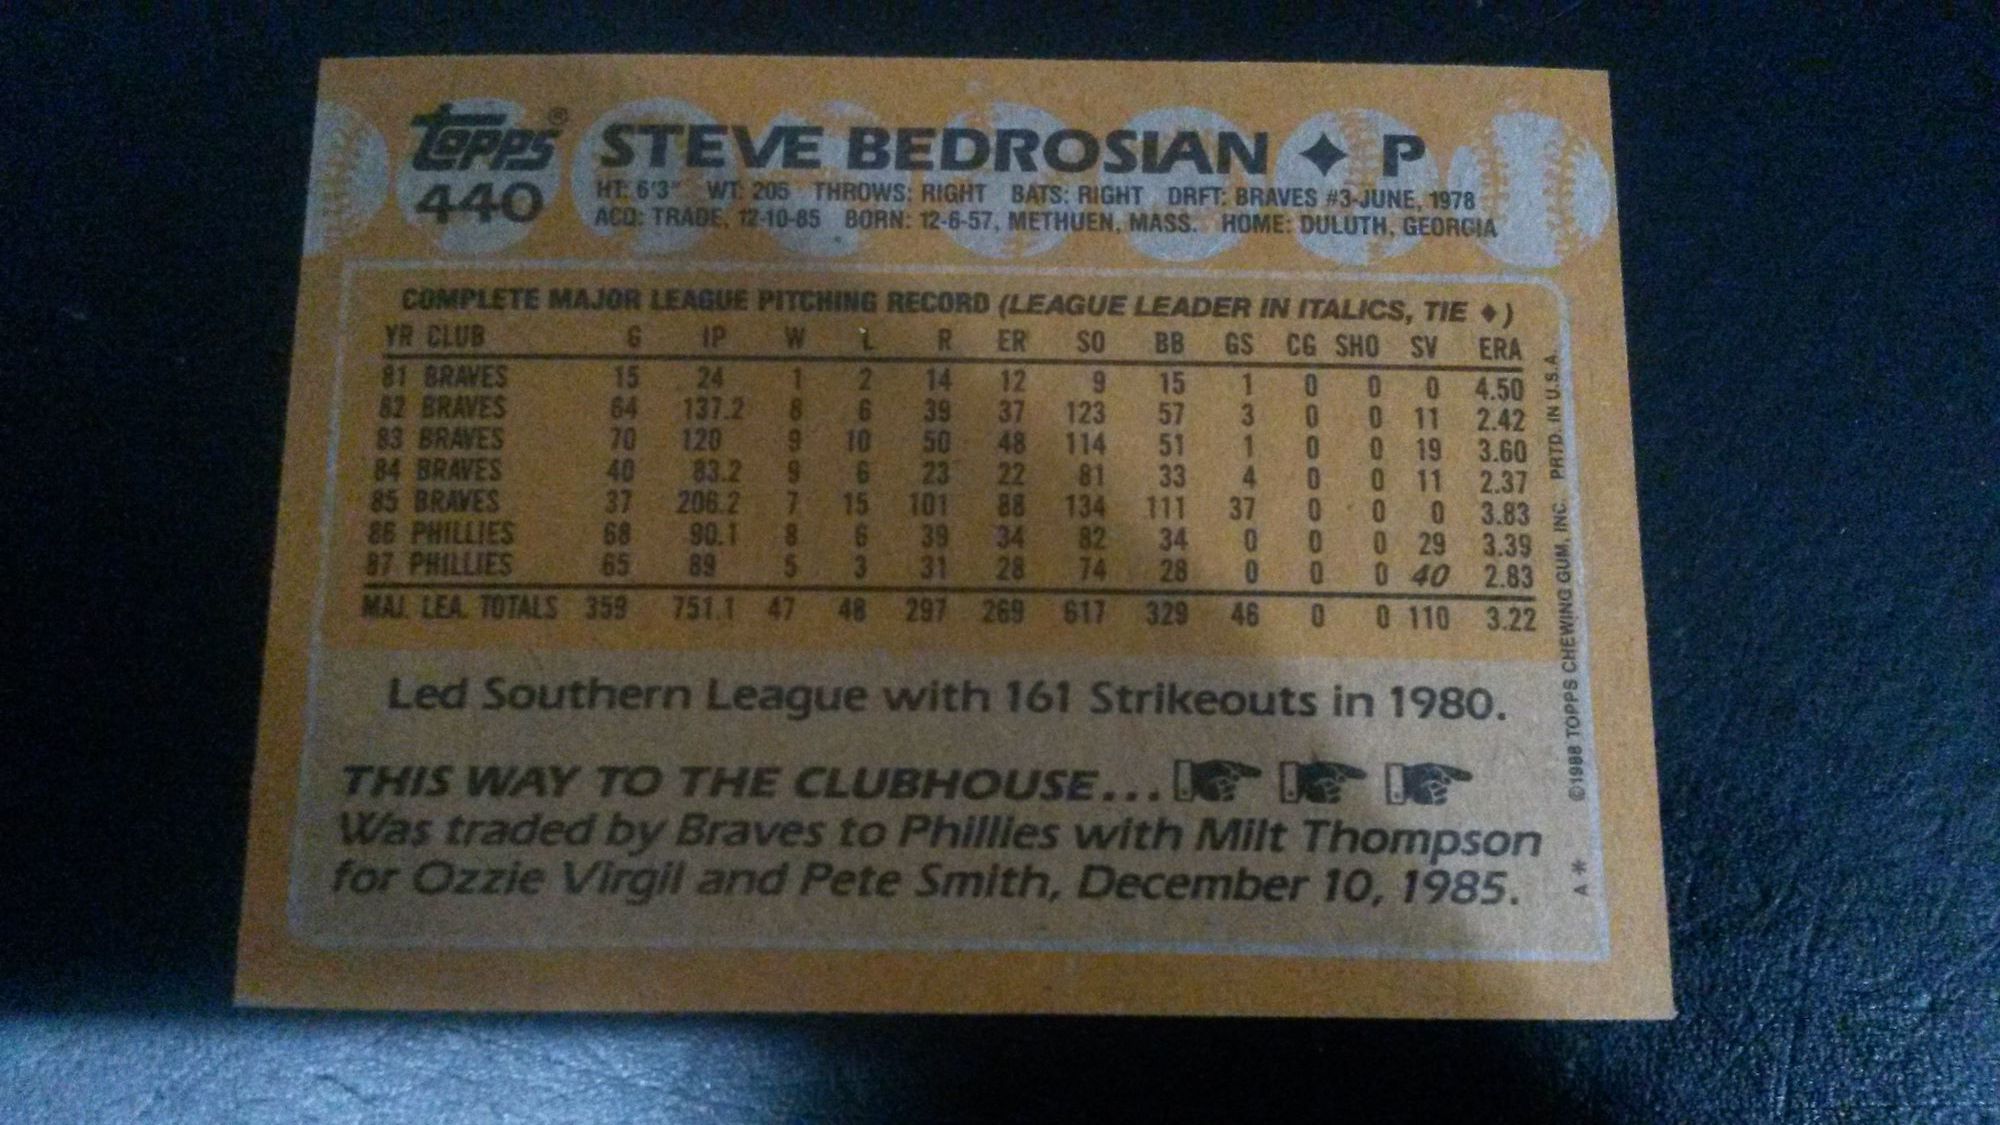 topps® STEVE BEDROSIAN ✦ P
440 HT: 6'3" WT: 205 THROWS: RIGHT BATS: RIGHT DRFT: BRAVES #3-JUNE, 1978
ACQ: TRADE, 12-10-85 BORN: 12-6-57, METHUEN, MASS. HOME: DULUTH, GEORGIA
COMPLETE MAJOR LEAGUE PITCHING RECORD (LEAGUE LEADER IN ITALICS, TIE ♦)
YR CLUB G IP W L R ER SO BB GS CG SHO SV ERA
81 BRAVES 15 24 1 2 14 12 9 15 1 0 0 0 4.50
82 BRAVES 64 137.2 8 6 39 37 123 57 3 0 0 11 2.42
83 BRAVES 70 120 9 10 50 48 114 51 1 0 0 19 3.60
84 BRAVES 40 83.2 9 6 23 22 81 33 4 0 0 11 2.37
85 BRAVES 37 206.2 7 15 101 88 134 111 37 0 0 0 3.83
86 PHILLIES 68 90.1 8 6 39 34 82 34 0 0 0 29 3.39
87 PHILLIES 65 89 5 3 31 28 74 28 0 0 0 40 2.83
MAJ. LEA. TOTALS 359 751.1 47 48 297 269 617 329 46 0 0 110 3.22
Led Southern League with 161 Strikeouts in 1980.
THIS WAY TO THE CLUBHOUSE...
Was traded by Braves to Phillies with Milt Thompson
for Ozzie Virgil and Pete Smith, December 10, 1985.
©1988 TOPPS CHEWING GUM, INC. PRTD. IN U.S.A.
A*